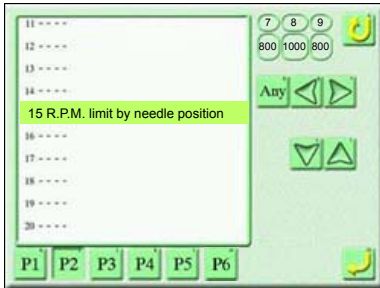 11 ----
7 8 9
12 ----
800 1000 800
13 ----
14 ----
Any
15 R.P.M. limit by needle position
16 ----
17 ----
18 ----
19 ----
20 ----
P1 P2 P3 P4 P5 P6